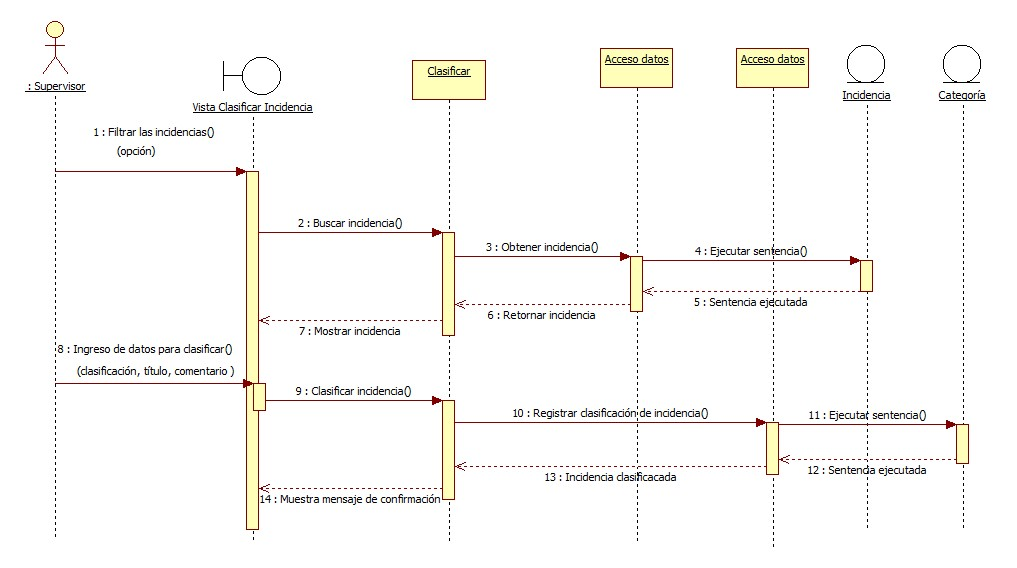 : Supervisor
Vista Clasificar Incidencia
Clasificar
Acceso datos
Acceso datos
Incidencia
Categoría
1 : Filtrar las incidencias()
(opción)
2 : Buscar incidencia()
3 : Obtener incidencia()
4 : Ejecutar sentencia()
5 : Sentencia ejecutada
6 : Retornar incidencia
7 : Mostrar incidencia
8 : Ingreso de datos para clasificar()
(clasificación, título, comentario )
9 : Clasificar incidencia()
10 : Registrar clasificación de incidencia()
11 : Ejecutar sentencia()
12 : Sentencia ejecutada
13 : Incidencia clasificacada
14 : Muestra mensaje de confirmación